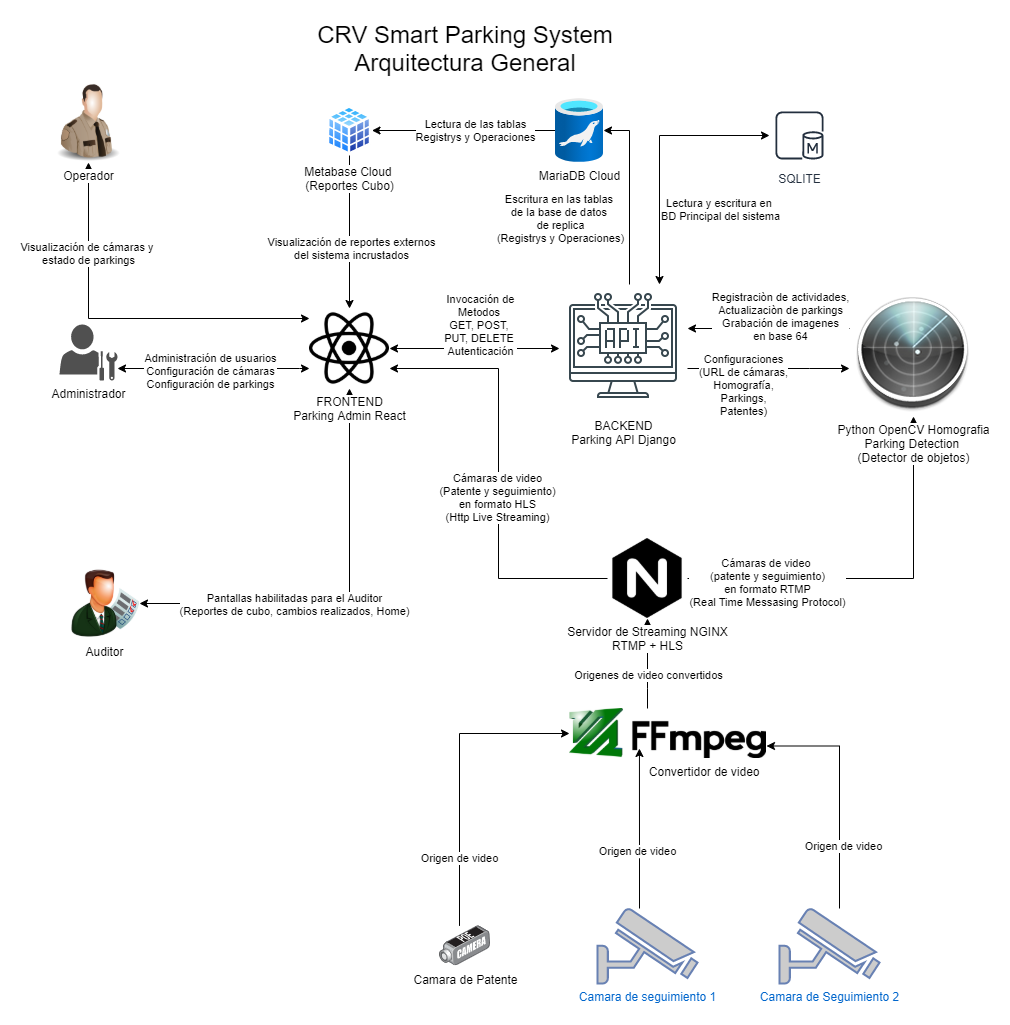 CRV Smart Parking System
Arquitectura General
Operador
Metabase Cloud
(Reportes Cubo)
Lectura de las tablas
Registrys y Operaciones
MariaDB Cloud
M
SQLITE
Escritura en las tablas
de la base de datos
de replica
(Registrys y Operaciones)
Lectura y escritura en
BD Principal del sistema
Visualización de cámaras y
estado de parkings
Visualización de reportes externos
del sistema incrustados
Invocación de
Metodos
GET, POST,
PUT, DELETE
Autenticación
API
Registraciòn de actividades,
Actualizaciòn de parkings
Grabación de imagenes
en base 64
Configuraciones
(URL de cámaras,
Homografía,
Parkings,
Patentes)
Administrador
Administración de usuarios
Configuración de cámaras
Configuración de parkings
FRONTEND
Parking Admin React
BACKEND
Parking API Django
Python OpenCV Homografia
Parking Detection
(Detector de objetos)
Cámaras de video
(Patente y seguimiento)
en formato HLS
(Http Live Streaming)
N
Cámaras de video
(patente y seguimiento)
en formato RTMP
(Real Time Messasing Protocol)
Servidor de Streaming NGINX
RTMP + HLS
Auditor
Pantallas habilitadas para el Auditor
(Reportes de cubo, cambios realizados, Home)
Origenes de video convertidos
FFmpeg
Convertidor de video
Origen de video
Origen de video
Origen de video
POE
CAMERA
Camara de Patente
Camara de seguimiento 1
Camara de Seguimiento 2